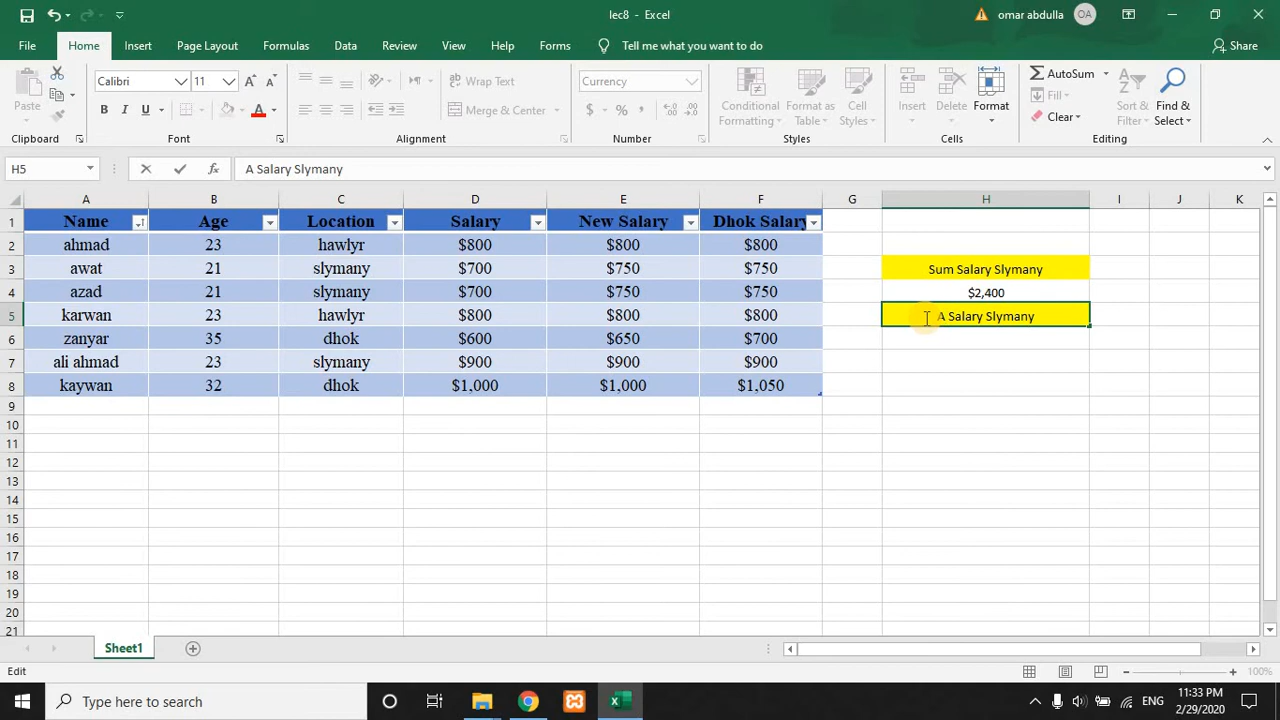 lec8 - Excel
omar abdulla
OA
File Home Insert Page Layout Formulas Data Review View Help Forms Tell me what you want to do Share
Paste
Calibri 11 Wrap Text Currency
B I U A Merge & Center $ % ,
Conditional Formatting Format as Table Cell Styles
Insert Delete Format
AutoSum
Fill
Clear
Sort & Filter Find & Select
Clipboard Font Alignment Number Styles Cells Editing
H5 fx A Salary Slymany
A B C D E F G H I J K
1 Name Age Location Salary New Salary Dhok Salary
2 ahmad 23 hawlyr $800 $800 $800
3 awat 21 slymany $700 $750 $750 Sum Salary Slymany
4 azad 21 slymany $700 $750 $750 $2,400
5 karwan 23 hawlyr $800 $800 $800 A Salary Slymany
6 zanyar 35 dhok $600 $650 $700
7 ali ahmad 23 slymany $900 $900 $900
8 kaywan 32 dhok $1,000 $1,000 $1,050
9
10
11
12
13
14
15
16
17
18
19
20
21
Sheet1
Edit 100%
Type here to search
ENG
11:33 PM
2/29/2020